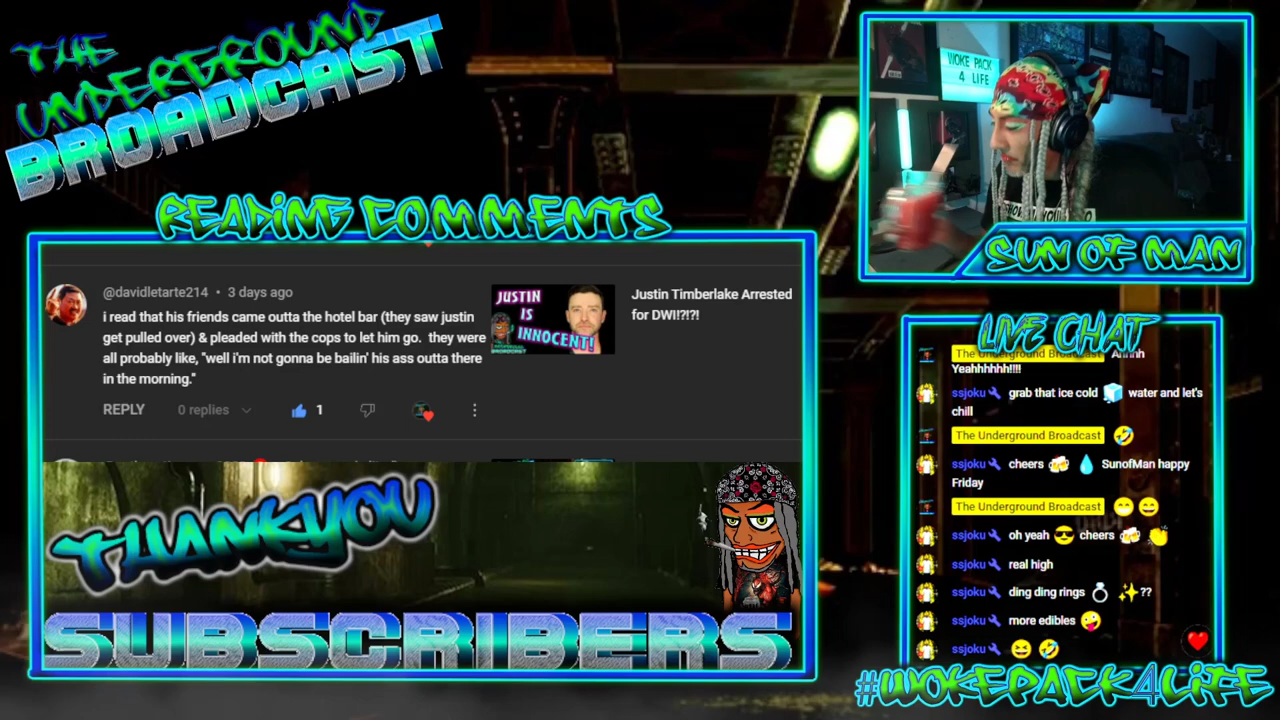 THE
UNDERGROUND
BROADCAST
READING COMMENTS
@davidletarte214 • 3 days ago
i read that his friends came outta the hotel bar (they saw justin
get pulled over) & pleaded with the cops to let him go. they were
all probably like, "well i'm not gonna be bailin' his ass outta there
in the morning."
REPLY 0 replies 1
JUSTIN
IS
INNOCENT!
Justin Timberlake Arrested
for DWI!?!?!
THANKYOU
SUBSCRIBERS
WOKE PACK
4 LIFE
SUN OF MAN
LIVE CHAT
The Underground Broadcast Ahhhh
Yeahhhhhh!!!!
ssjoku🔧 grab that ice cold 🧊 water and let's
chill
The Underground Broadcast 🤣
ssjoku🔧 cheers 🍻 💧 SunofMan happy
Friday
The Underground Broadcast 😁 😄
ssjoku🔧 oh yeah 😎 cheers 🍻 👏
ssjoku🔧 real high
ssjoku🔧 ding ding rings 💍 ✨??
ssjoku🔧 more edibles 🤪
ssjoku🔧 😆 🤣
#WOKEPACK4LIFE